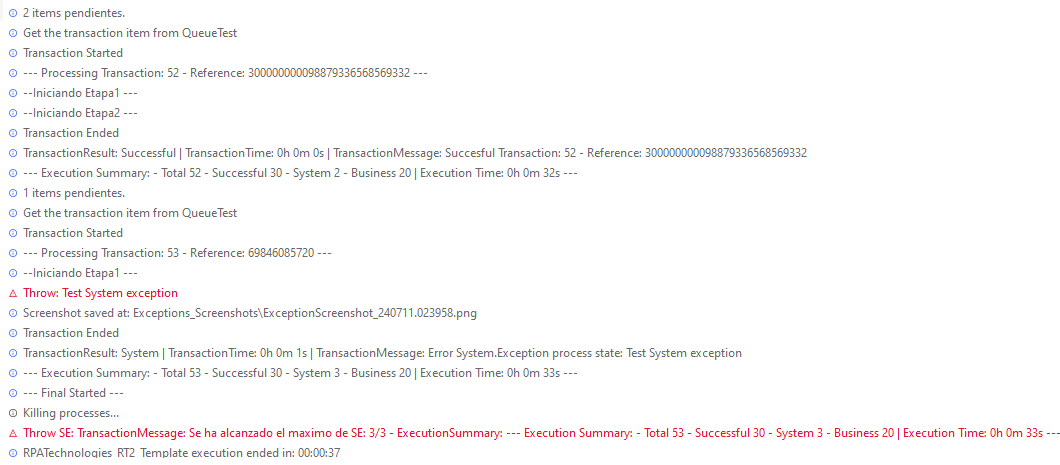 2 items pendientes.
Get the transaction item from QueueTest
Transaction Started
--- Processing Transaction: 52 - Reference: 300000000098879336568569332 ---
--Iniciando Etapa1 ---
--Iniciando Etapa2 ---
Transaction Ended
TransactionResult: Successful | TransactionTime: 0h 0m 0s | TransactionMessage: Succesful Transaction: 52 - Reference: 300000000098879336568569332
--- Execution Summary: - Total 52 - Successful 30 - System 2 - Business 20 | Execution Time: 0h 0m 32s ---
1 items pendientes.
Get the transaction item from QueueTest
Transaction Started
--- Processing Transaction: 53 - Reference: 69846085720 ---
--Iniciando Etapa1 ---
Throw: Test System exception
Screenshot saved at: Exceptions_Screenshots\ExceptionScreenshot_240711.023958.png
Transaction Ended
TransactionResult: System | TransactionTime: 0h 0m 1s | TransactionMessage: Error System.Exception process state: Test System exception
--- Execution Summary: - Total 53 - Successful 30 - System 3 - Business 20 | Execution Time: 0h 0m 33s ---
--- Final Started ---
Killing processes...
Throw SE: TransactionMessage: Se ha alcanzado el maximo de SE: 3/3 - ExecutionSummary: --- Execution Summary: - Total 53 - Successful 30 - System 3 - Business 20 | Execution Time: 0h 0m 33s ---
RPATechnologies_RT2_Template execution ended in: 00:00:37